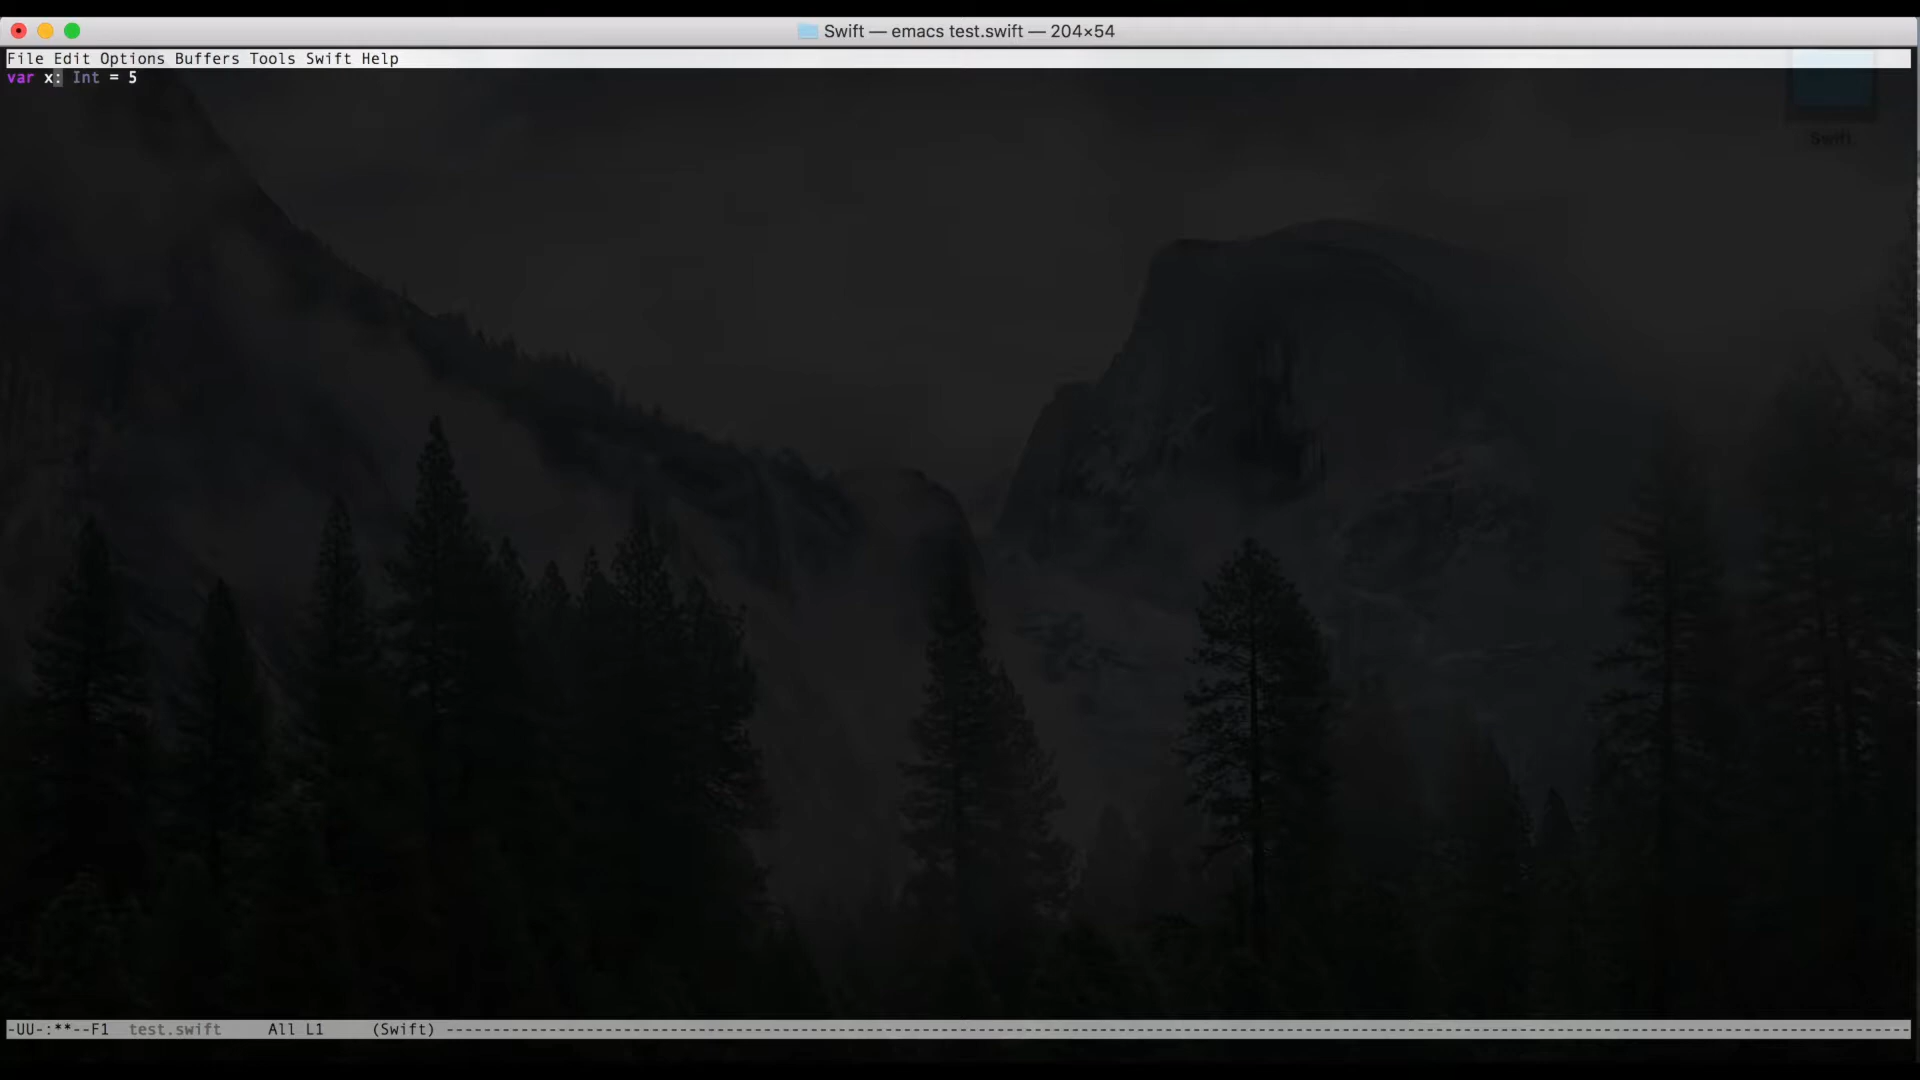 Swift — emacs test.swift — 204×54
File Edit Options Buffers Tools Swift Help
var x: Int = 5
Swift
-UU-:**--F1  test.swift     All L1     (Swift) ------------------------------------------------------------------------------------------------------------------------------------------------------------